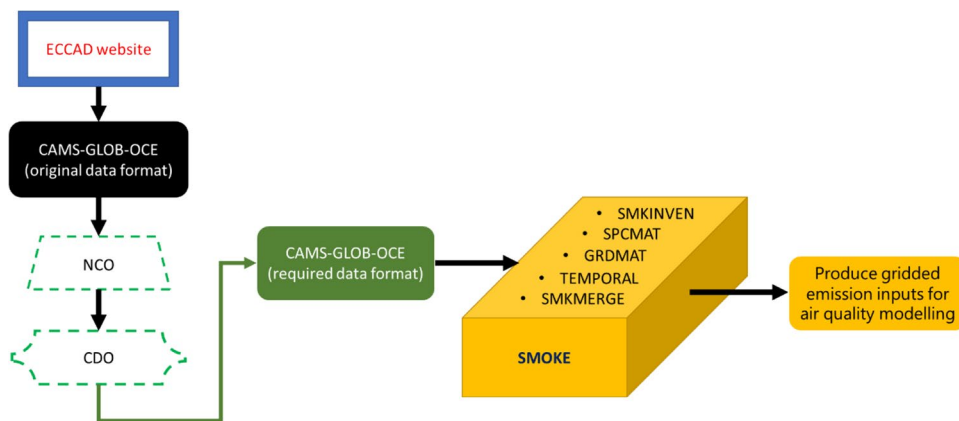 ECCAD website
CAMS-GLOB-OCE
(original data format)
NCO
CDO
CAMS-GLOB-OCE
(required data format)
• SMKINVEN
• SPCMAT
• GRDMAT
• TEMPORAL
• SMKMERGE
SMOKE
Produce gridded
emission inputs for
air quality modelling